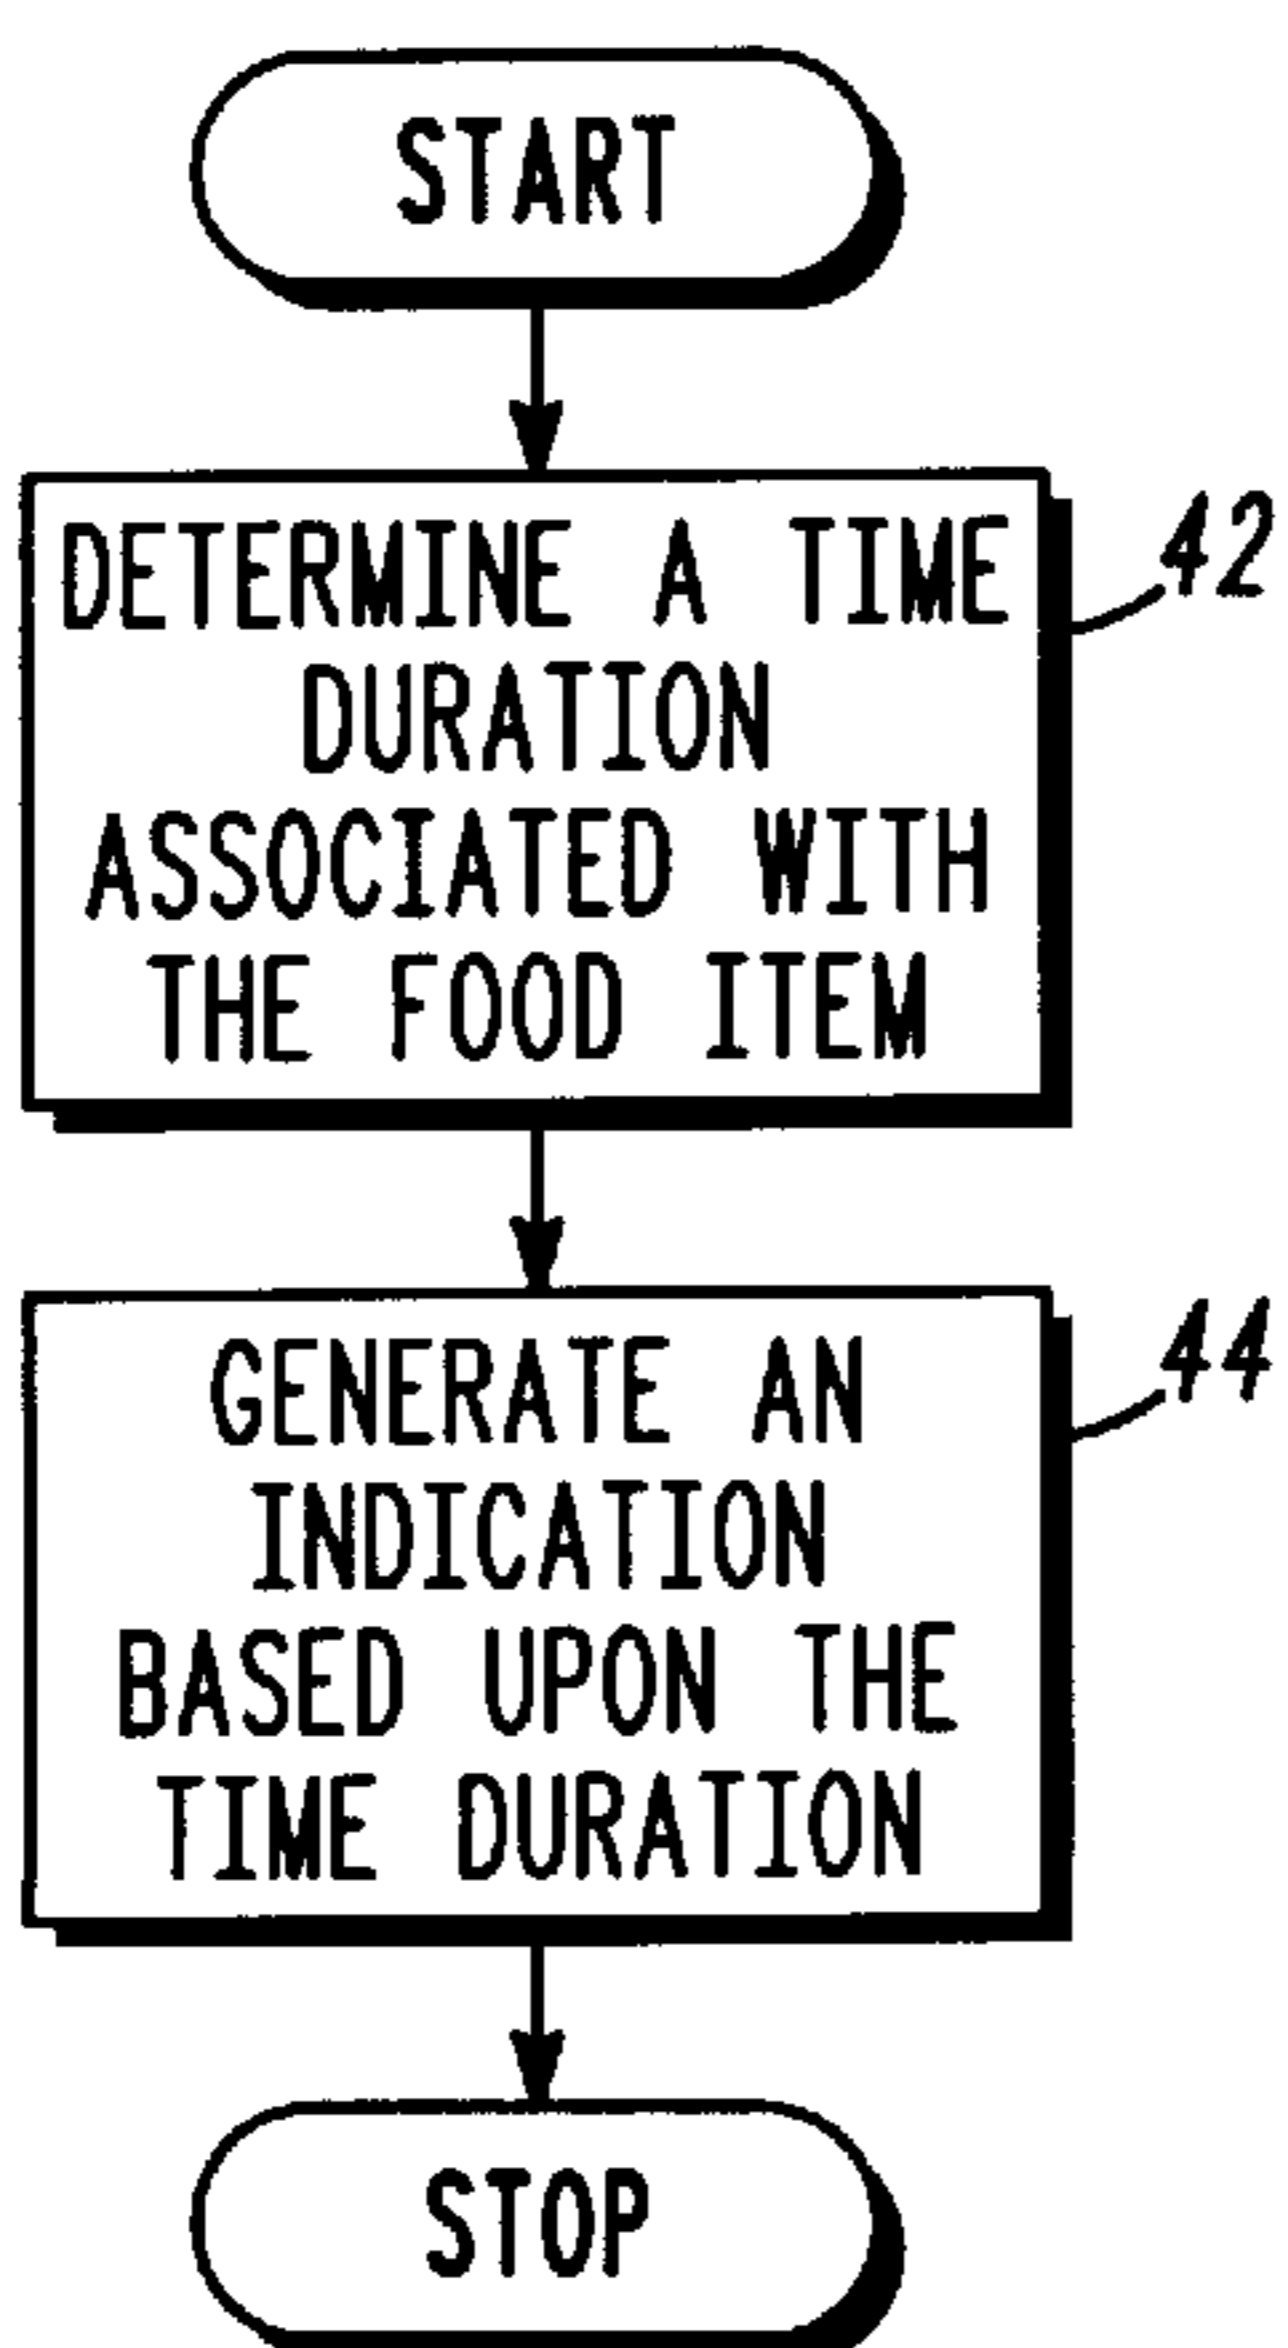 START
DETERMINE A TIME
DURATION
ASSOCIATED WITH
THE FOOD ITEM
42
GENERATE AN
INDICATION
BASED UPON THE
TIME DURATION
44
STOP